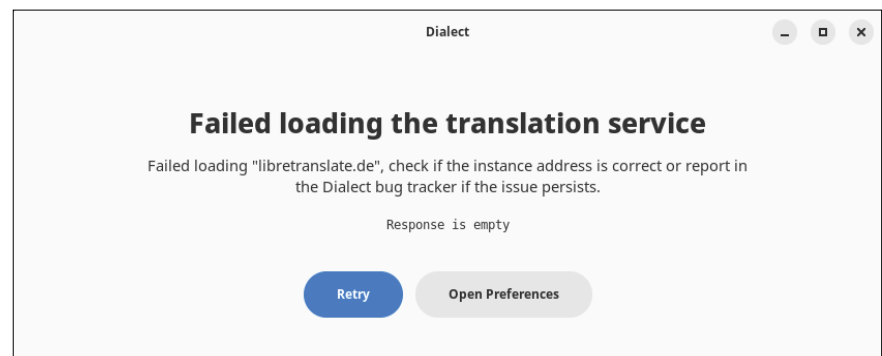 Dialect
Failed loading the translation service
Failed loading "libretranslate.de", check if the instance address is correct or report in
the Dialect bug tracker if the issue persists.
Response is empty
Retry
Open Preferences